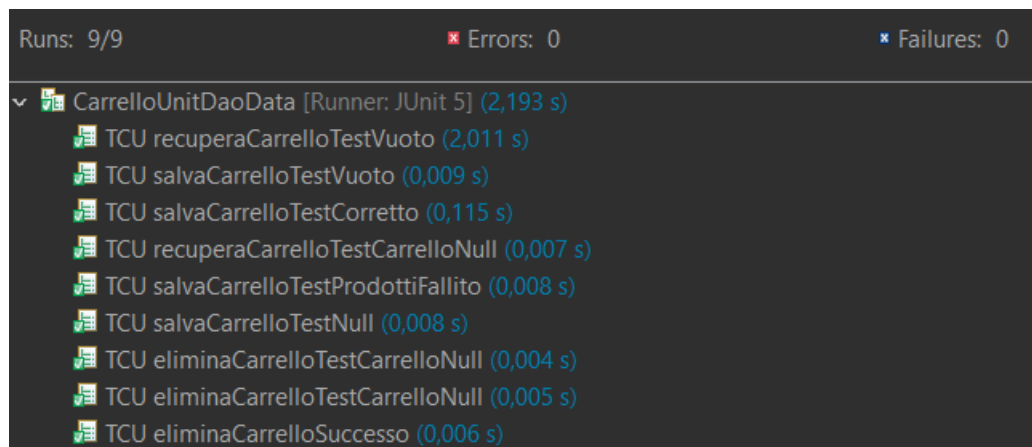 Runs: 9/9 Errors: 0 Failures: 0
CarrelloUnitDaoData [Runner: JUnit 5] (2,193 s)
TCU recuperaCarrelloTestVuoto (2,011 s)
TCU salvaCarrelloTestVuoto (0,009 s)
TCU salvaCarrelloTestCorretto (0,115 s)
TCU recuperaCarrelloTestCarrelloNull (0,007 s)
TCU salvaCarrelloTestProdottiFallito (0,008 s)
TCU salvaCarrelloTestNull (0,008 s)
TCU eliminaCarrelloTestCarrelloNull (0,004 s)
TCU eliminaCarrelloTestCarrelloNull (0,005 s)
TCU eliminaCarrelloSuccesso (0,006 s)